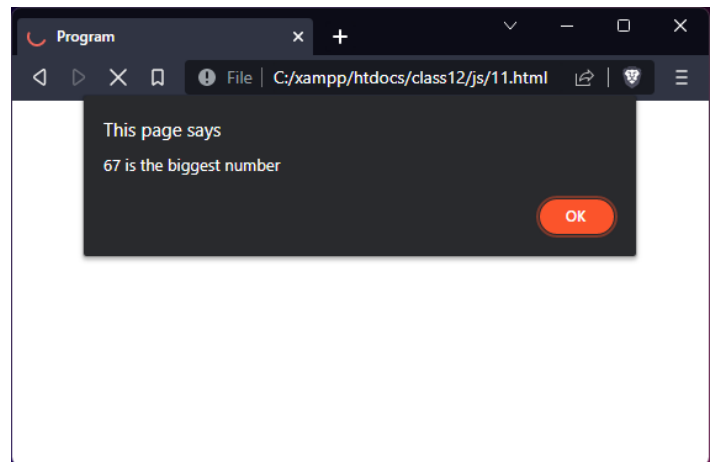 Program
File C:/xampp/htdocs/class12/js/11.html
This page says
67 is the biggest number
OK